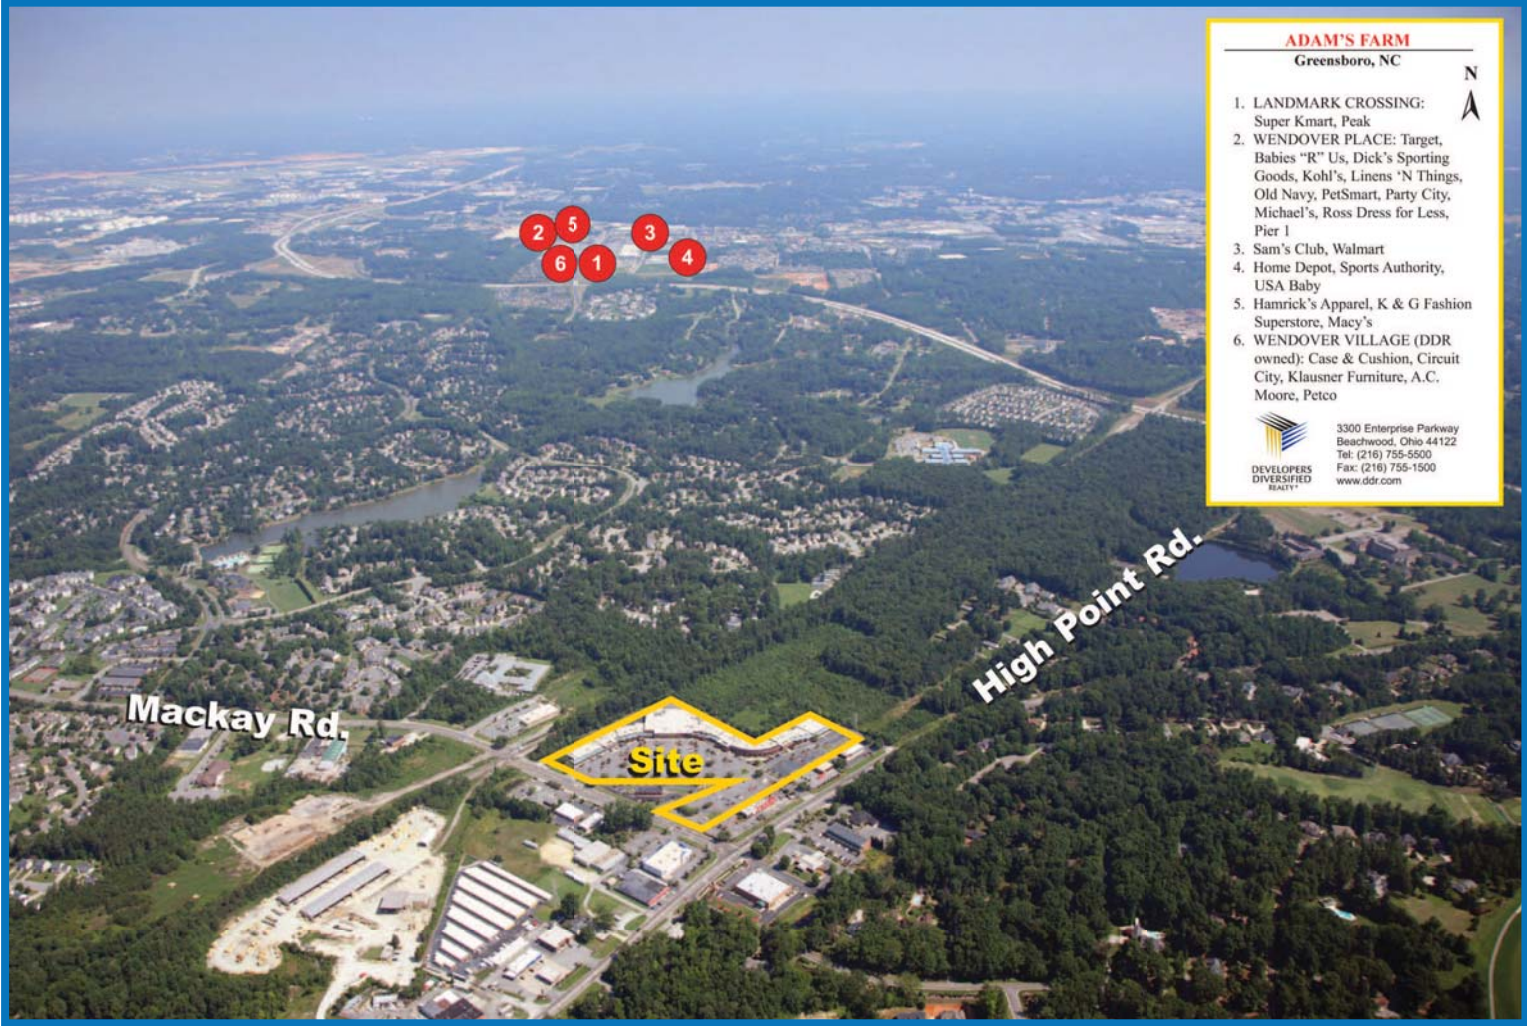 ADAM'S FARM
Greensboro, NC
N
1. LANDMARK CROSSING:
Super Kmart, Peak
2. WENDOVER PLACE: Target,
Babies “R” Us, Dick's Sporting
Goods, Kohl's, Linens ‘N Things,
Old Navy, PetSmart, Party City,
Michael's, Ross Dress for Less,
Pier 1
3. Sam's Club, Walmart
4. Home Depot, Sports Authority,
USA Baby
5. Hamrick's Apparel, K & G Fashion
Superstore, Macy's
6. WENDOVER VILLAGE (DDR
owned): Case & Cushion, Circuit
City, Klausner Furniture, A.C.
Moore, Petco
DEVELOPERS
DIVERSIFIED
REALTY
3300 Enterprise Parkway
Beachwood, Ohio 44122
Tel: (216) 755-5500
Fax: (216) 755-1500
www.ddr.com
2
5
3
6
1
4
High Point Rd.
Mackay Rd.
Site